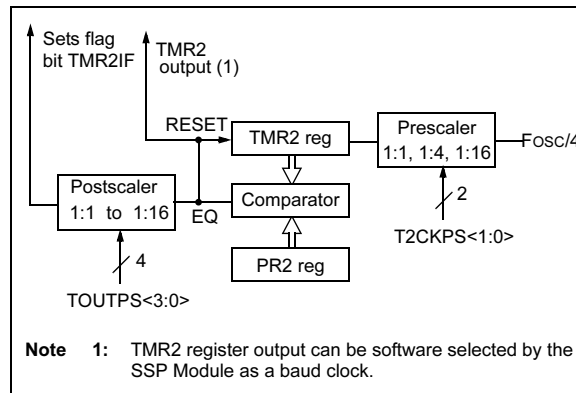 Sets flag
bit TMR2IF
TMR2
output (1)
RESET
TMR2 reg
Prescaler
1:1, 1:4, 1:16
FOSC/4
2
T2CKPS<1:0>
Postscaler
1:1 to 1:16
EQ
Comparator
4
TOUTPS<3:0>
PR2 reg
Note 1: TMR2 register output can be software selected by the
SSP Module as a baud clock.